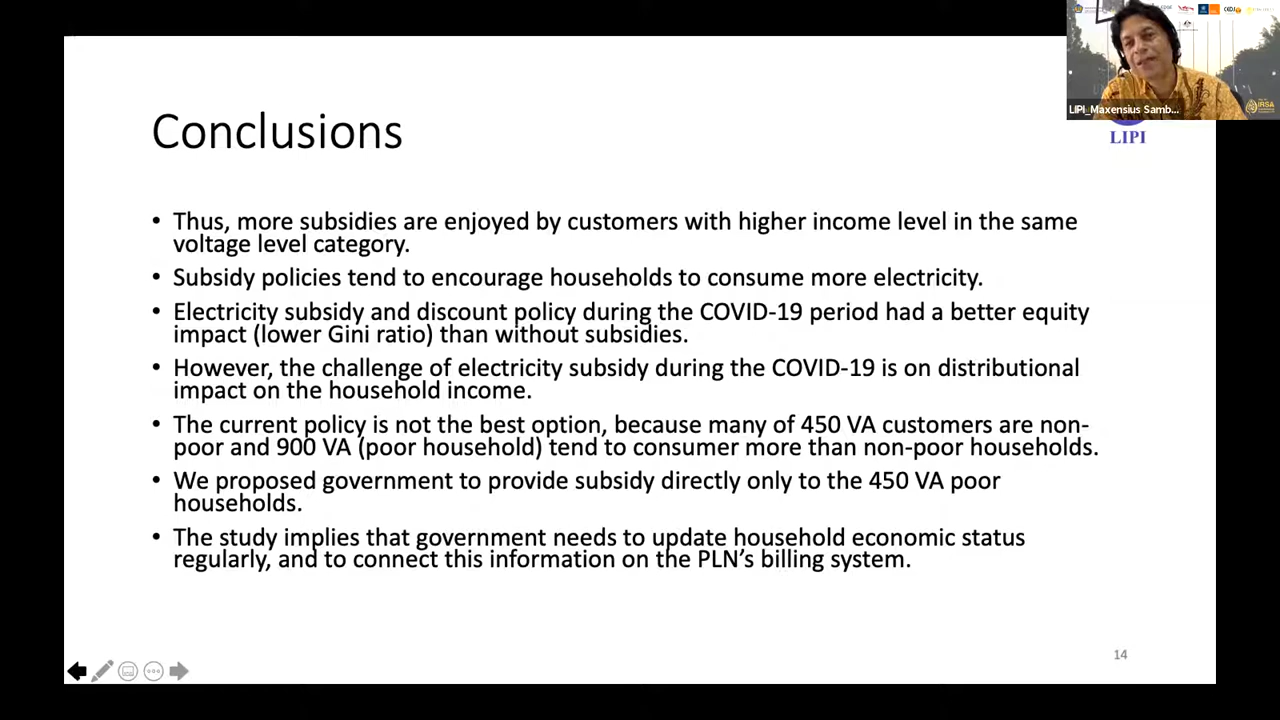 LIPI_Maxensius Samb...
IRSA
LIPI
Conclusions
• Thus, more subsidies are enjoyed by customers with higher income level in the same
voltage level category.
• Subsidy policies tend to encourage households to consume more electricity.
• Electricity subsidy and discount policy during the COVID-19 period had a better equity
impact (lower Gini ratio) than without subsidies.
• However, the challenge of electricity subsidy during the COVID-19 is on distributional
impact on the household income.
• The current policy is not the best option, because many of 450 VA customers are non-
poor and 900 VA (poor household) tend to consumer more than non-poor households.
• We proposed government to provide subsidy directly only to the 450 VA poor
households.
• The study implies that government needs to update household economic status
regularly, and to connect this information on the PLN’s billing system.
14